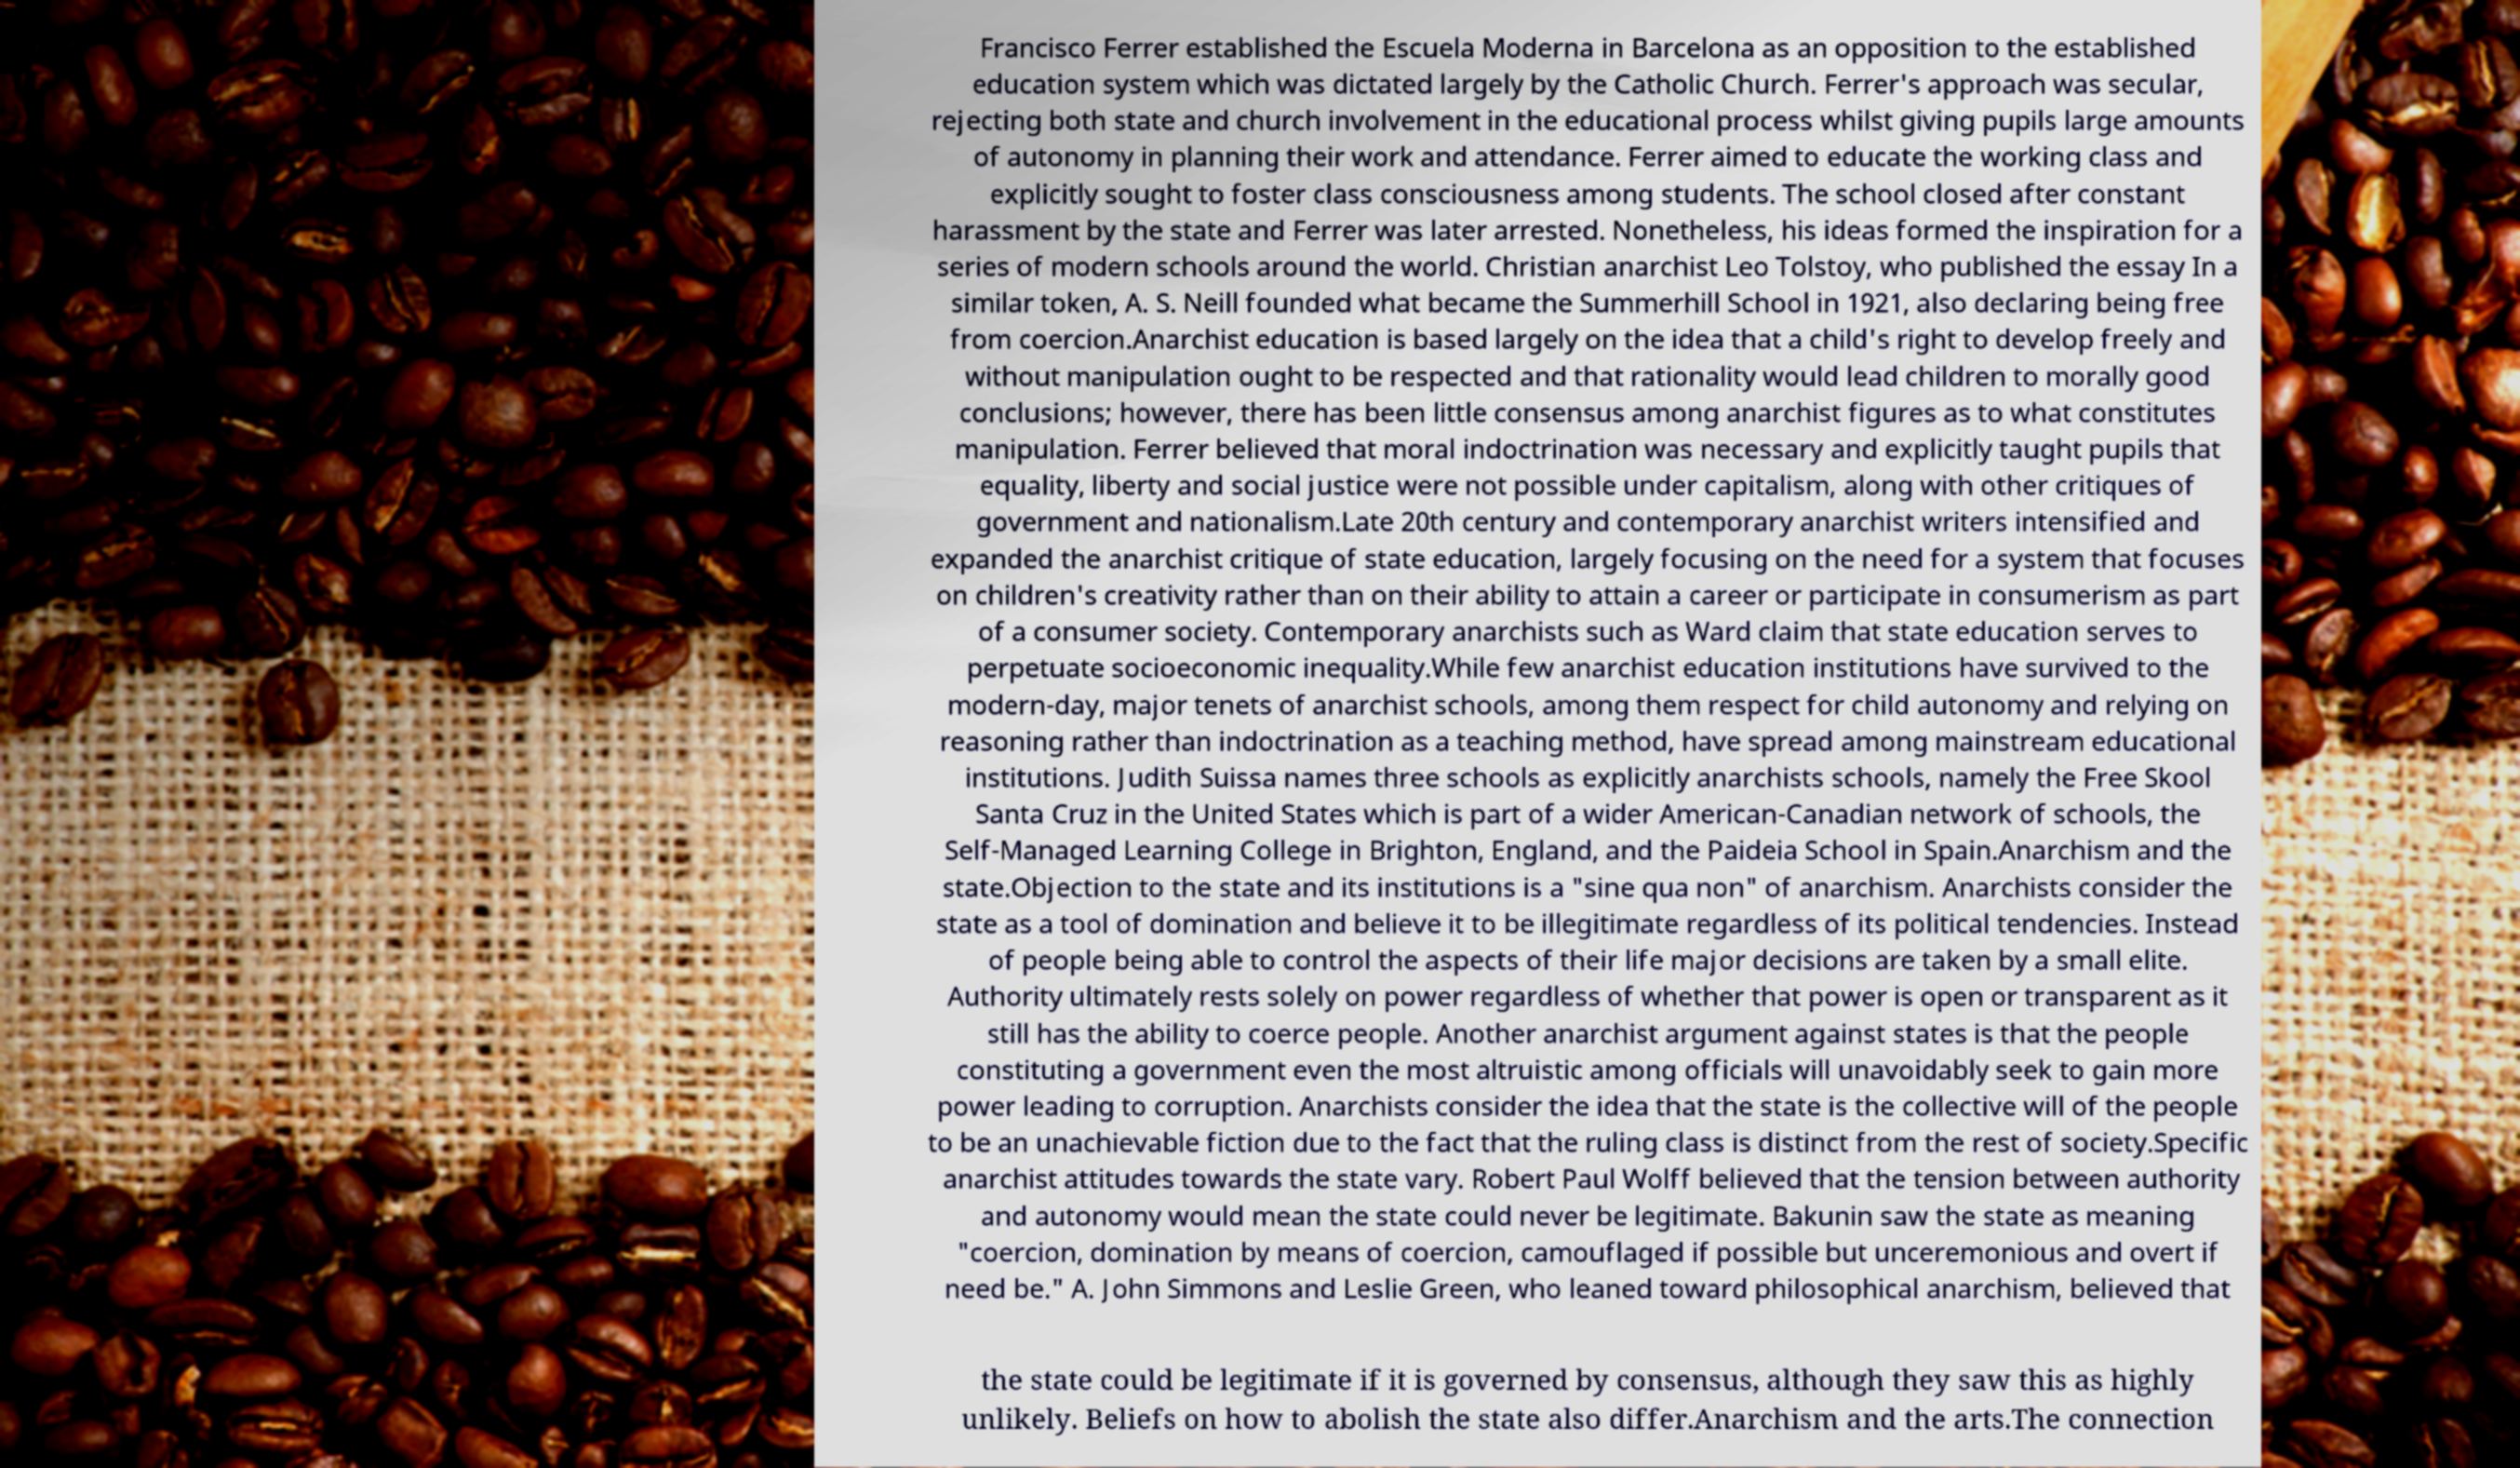 Francisco Ferrer established the Escuela Moderna in Barcelona as an opposition to the established
education system which was dictated largely by the Catholic Church. Ferrer's approach was secular,
rejecting both state and church involvement in the educational process whilst giving pupils large amounts
of autonomy in planning their work and attendance. Ferrer aimed to educate the working class and
explicitly sought to foster class consciousness among students. The school closed after constant
harassment by the state and Ferrer was later arrested. Nonetheless, his ideas formed the inspiration for a
series of modern schools around the world. Christian anarchist Leo Tolstoy, who published the essay In a
similar token, A. S. Neill founded what became the Summerhill School in 1921, also declaring being free
from coercion.Anarchist education is based largely on the idea that a child's right to develop freely and
without manipulation ought to be respected and that rationality would lead children to morally good
conclusions; however, there has been little consensus among anarchist figures as to what constitutes
manipulation. Ferrer believed that moral indoctrination was necessary and explicitly taught pupils that
equality, liberty and social justice were not possible under capitalism, along with other critiques of
government and nationalism.Late 20th century and contemporary anarchist writers intensified and
expanded the anarchist critique of state education, largely focusing on the need for a system that focuses
on children's creativity rather than on their ability to attain a career or participate in consumerism as part
of a consumer society. Contemporary anarchists such as Ward claim that state education serves to
perpetuate socioeconomic inequality.While few anarchist education institutions have survived to the
modern-day, major tenets of anarchist schools, among them respect for child autonomy and relying on
reasoning rather than indoctrination as a teaching method, have spread among mainstream educational
institutions. Judith Suissa names three schools as explicitly anarchists schools, namely the Free Skool
Santa Cruz in the United States which is part of a wider American-Canadian network of schools, the
Self-Managed Learning College in Brighton, England, and the Paideia School in Spain.Anarchism and the
state.Objection to the state and its institutions is a "sine qua non" of anarchism. Anarchists consider the
state as a tool of domination and believe it to be illegitimate regardless of its political tendencies. Instead
of people being able to control the aspects of their life major decisions are taken by a small elite.
Authority ultimately rests solely on power regardless of whether that power is open or transparent as it
still has the ability to coerce people. Another anarchist argument against states is that the people
constituting a government even the most altruistic among officials will unavoidably seek to gain more
power leading to corruption. Anarchists consider the idea that the state is the collective will of the people
to be an unachievable fiction due to the fact that the ruling class is distinct from the rest of society.Specific
anarchist attitudes towards the state vary. Robert Paul Wolff believed that the tension between authority
and autonomy would mean the state could never be legitimate. Bakunin saw the state as meaning
"coercion, domination by means of coercion, camouflaged if possible but unceremonious and overt if
need be." A. John Simmons and Leslie Green, who leaned toward philosophical anarchism, believed that
the state could be legitimate if it is governed by consensus, although they saw this as highly
unlikely. Beliefs on how to abolish the state also differ.Anarchism and the arts.The connection